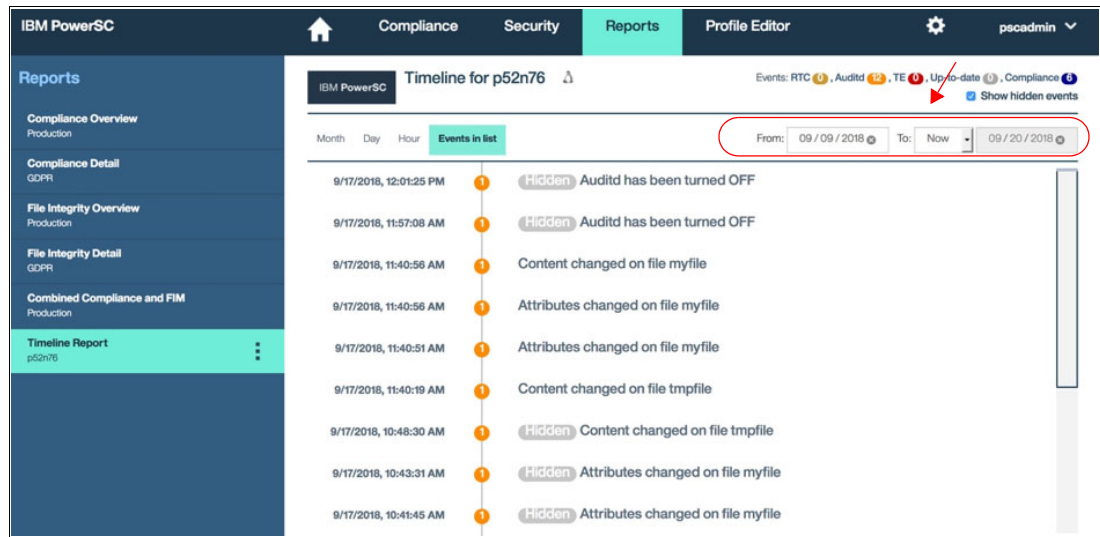 IBM PowerSC
Compliance
Security
Reports
Profile Editor
pscadmin
Reports
Compliance Overview
Production
Compliance Detail
GDPR
File Integrity Overview
Production
File Integrity Detail
GDPR
Combined Compliance and FIM
Production
Timeline Report
p52n76
IBM PowerSC
Timeline for p52n76
Events: RTC 0 , Auditd 12 , TE 0 , Up-to-date 0 , Compliance 6
Show hidden events
Month Day Hour Events in list
From: 09 / 09 / 2018 To: Now 09 / 20 / 2018
9/17/2018, 12:01:25 PM 1 Hidden Auditd has been turned OFF
9/17/2018, 11:57:08 AM 1 Hidden Auditd has been turned OFF
9/17/2018, 11:40:56 AM 1 Content changed on file myfile
9/17/2018, 11:40:56 AM 1 Attributes changed on file myfile
9/17/2018, 11:40:51 AM 1 Attributes changed on file myfile
9/17/2018, 11:40:19 AM 1 Content changed on file tmpfile
9/17/2018, 10:48:30 AM 1 Hidden Content changed on file tmpfile
9/17/2018, 10:43:31 AM 1 Hidden Attributes changed on file myfile
9/17/2018, 10:41:45 AM 1 Hidden Attributes changed on file myfile